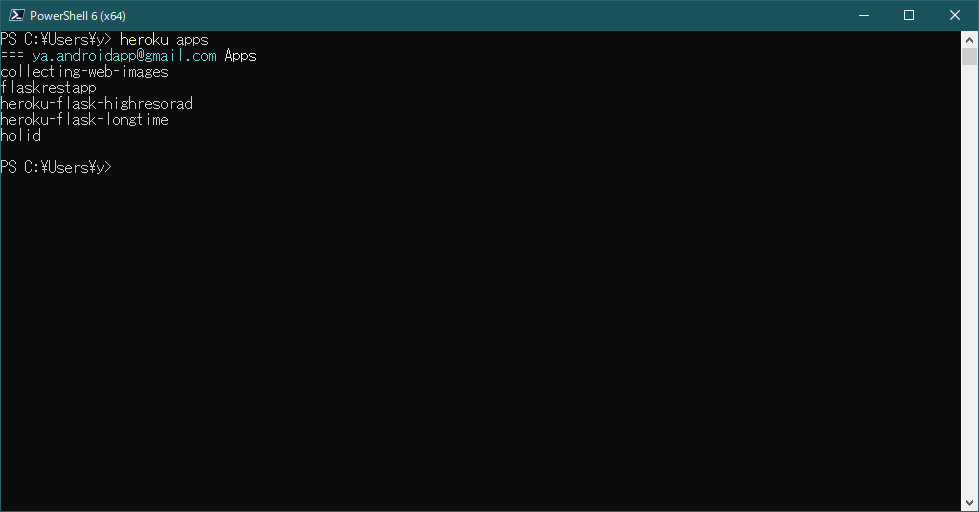 PowerShell 6 (x64)
PS C:¥Users¥y> heroku apps
=== ya.androidapp@gmail.com Apps
collecting-web-images
flaskrestapp
heroku-flask-highresorad
heroku-flask-longtime
holid
PS C:¥Users¥y>